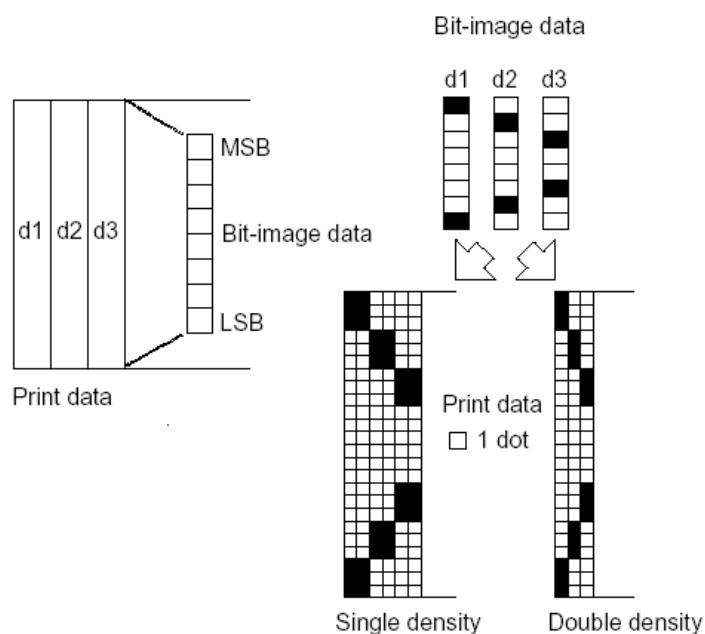 Bit-image data
d1 d2 d3
MSB
d1 d2 d3
Bit-image data
LSB
Print data
Print data
1 dot
Single density
Double density